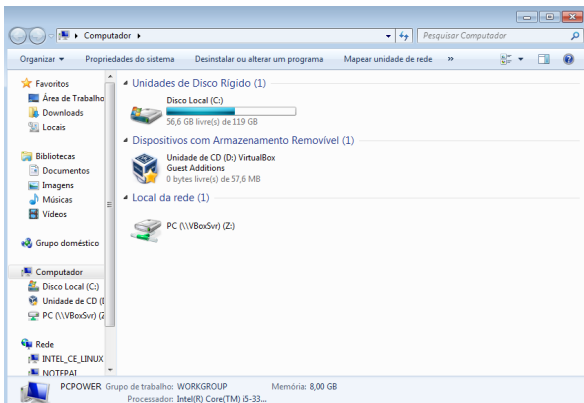 Computador
Pesquisar Computador
Organizar Propriedades do sistema Desinstalar ou alterar um programa Mapear unidade de rede »
Favoritos
Área de Trabalho
Downloads
Locais
Bibliotecas
Documentos
Imagens
Músicas
Vídeos
Grupo doméstico
Computador
Disco Local (C:)
Unidade de CD (
PC (\\VBoxSvr) (Z
Rede
INTEL_CE_LINUX
NOTEPAI
Unidades de Disco Rígido (1)
Disco Local (C:)
56,6 GB livre(s) de 119 GB
Dispositivos com Armazenamento Removível (1)
Unidade de CD (D:) VirtualBox
Guest Additions
0 bytes livre(s) de 57,6 MB
Local da rede (1)
PC (\\VBoxSvr) (Z:)
PCPOWER Grupo de trabalho: WORKGROUP Memória: 8,00 GB
Processador: Intel(R) Core(TM) i5-33...